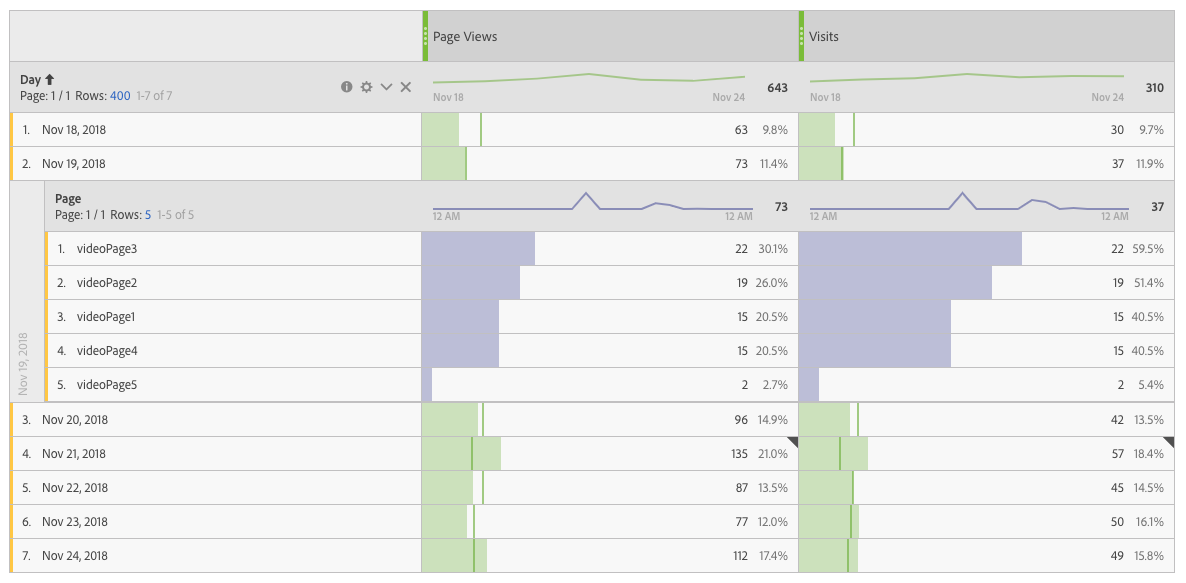 Page Views Visits
Day ↑
Page: 1 / 1 Rows: 400 1-7 of 7
Nov 18 Nov 24 643 Nov 18 Nov 24 310
1. Nov 18, 2018 63 9.8% 30 9.7%
2. Nov 19, 2018 73 11.4% 37 11.9%
Nov 19, 2018
Page
Page: 1 / 1 Rows: 5 1-5 of 5
12 AM 12 AM 73 12 AM 12 AM 37
1. videoPage3 22 30.1% 22 59.5%
2. videoPage2 19 26.0% 19 51.4%
3. videoPage1 15 20.5% 15 40.5%
4. videoPage4 15 20.5% 15 40.5%
5. videoPage5 2 2.7% 2 5.4%
3. Nov 20, 2018 96 14.9% 42 13.5%
4. Nov 21, 2018 135 21.0% 57 18.4%
5. Nov 22, 2018 87 13.5% 45 14.5%
6. Nov 23, 2018 77 12.0% 50 16.1%
7. Nov 24, 2018 112 17.4% 49 15.8%